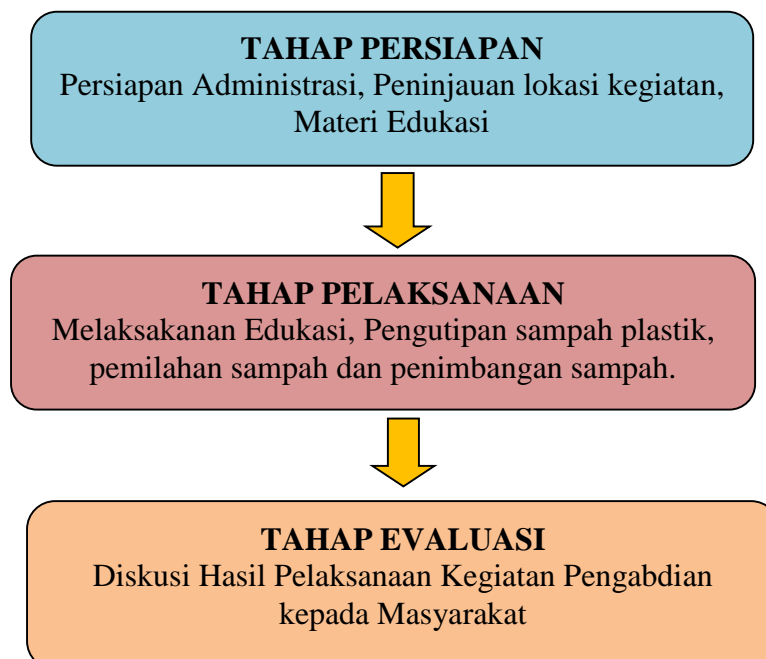 TAHAP PERSIAPAN
Persiapan Administrasi, Peninjauan lokasi kegiatan,
Materi Edukasi
TAHAP PELAKSANAAN
Melaksakanan Edukasi, Pengutipan sampah plastik,
pemilahan sampah dan penimbangan sampah.
TAHAP EVALUASI
Diskusi Hasil Pelaksanaan Kegiatan Pengabdian
kepada Masyarakat